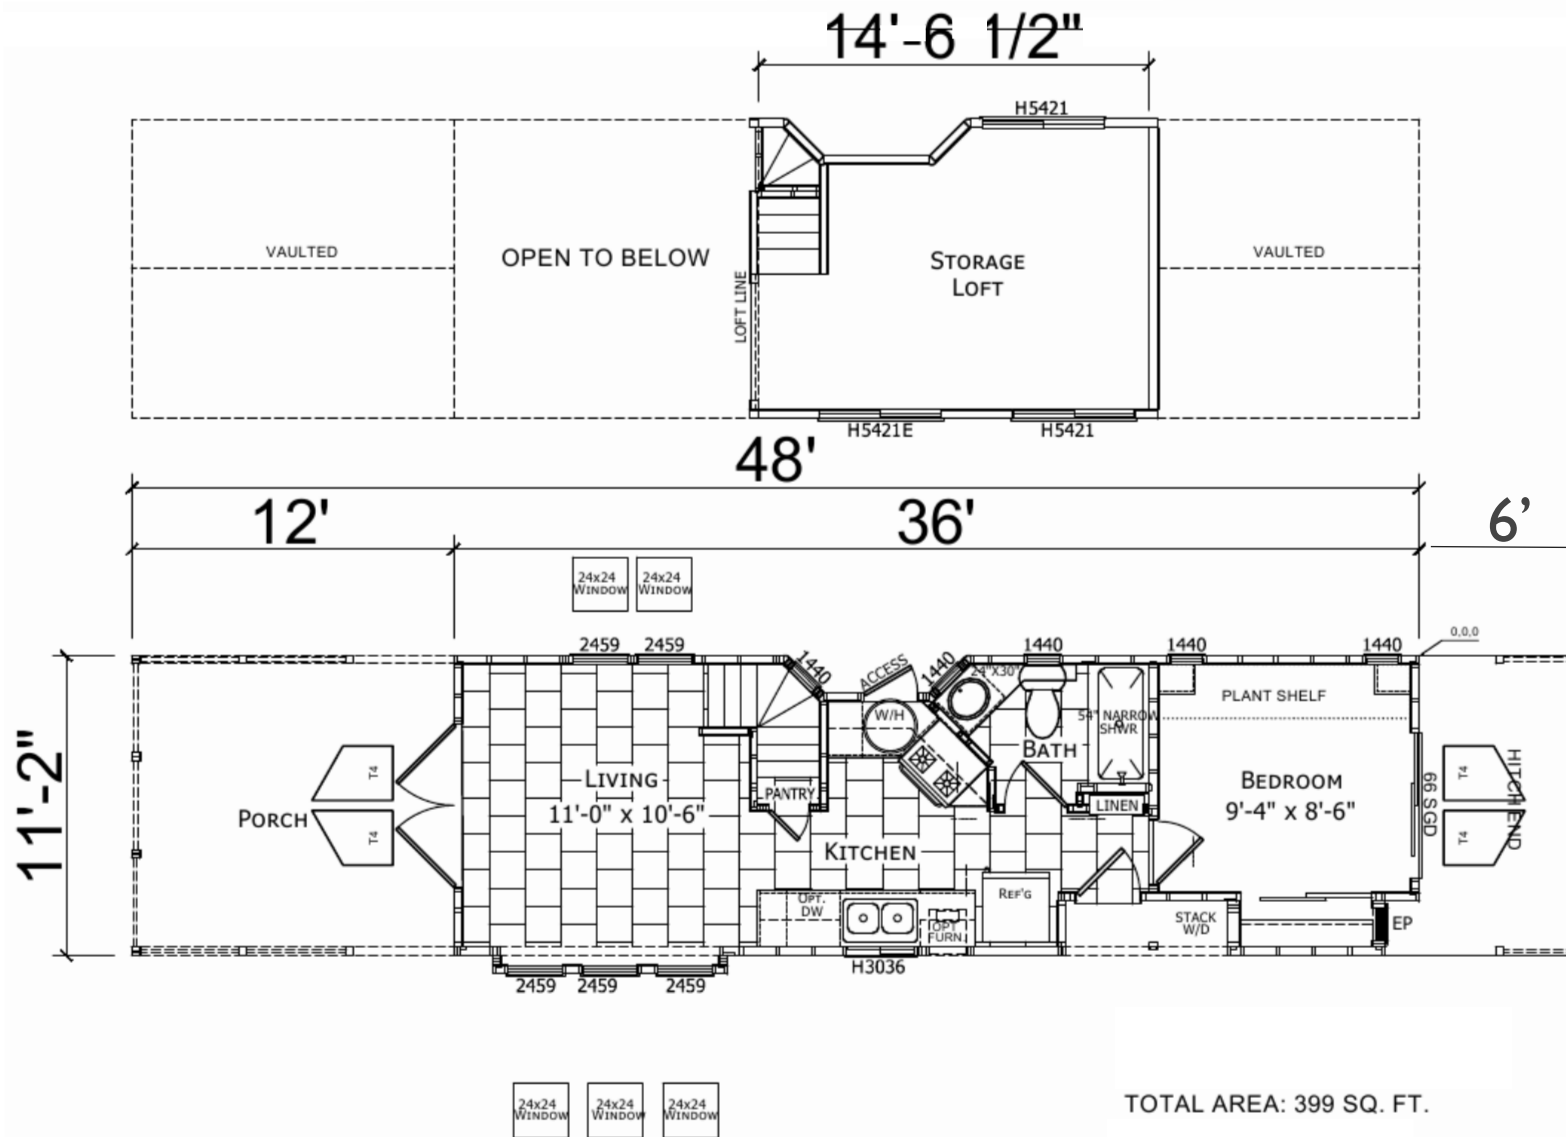 14'-6 1/2"
H5421
VAULTED
OPEN TO BELOW
LOFT LINE
STORAGE
LOFT
VAULTED
H5421E
H5421
48'
12'
36'
6’
24x24
WINDOW
24x24
WINDOW
0,0,0
2459
2459
1440
ACCESS
1440
1440
1440
1440
24"X30"
W/H
PLANT SHELF
54" NARROW
SHWR
11'-2"
T4
T4
PORCH
LIVING
11'-0" x 10'-6"
PANTRY
BATH
LINEN
BEDROOM
9'-4" x 8'-6"
66 SGD
T4
T4
HITCH END
KITCHEN
OPT.
DW
REF'G
OPT
FURN
STACK
W/D
EP
H3036
2459
2459
2459
24x24
WINDOW
24x24
WINDOW
24x24
WINDOW
TOTAL AREA: 399 SQ. FT.